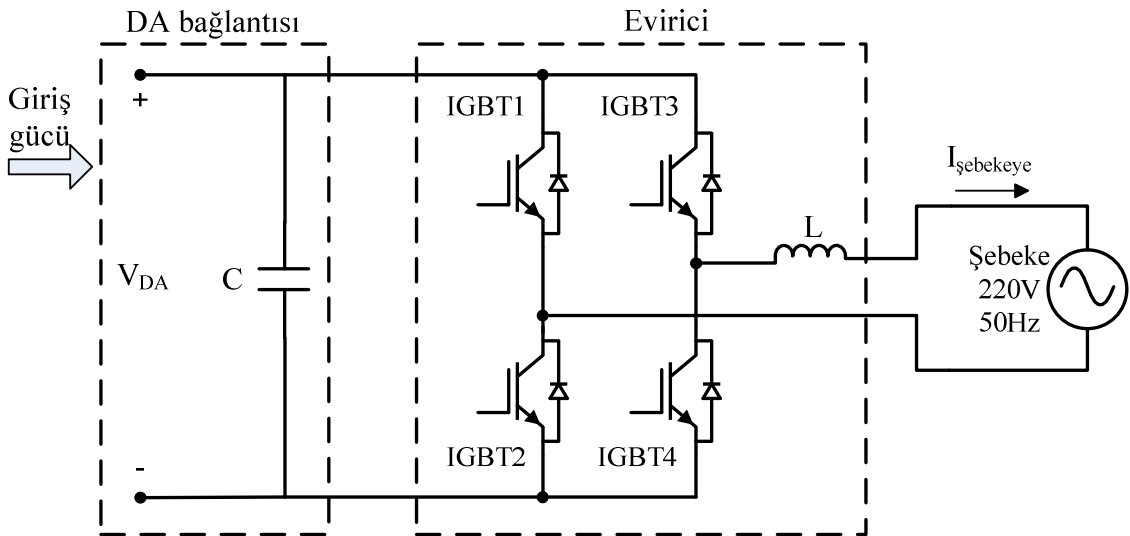 DA bağlantısı
Evirici
Giriş
gücü
+
IGBT1
IGBT3
Işebekeye
L
VDA
C
Şebeke
220V
50Hz
IGBT2
IGBT4
-